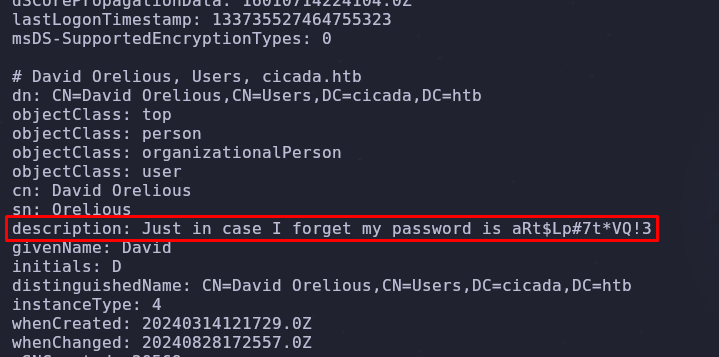 dSCorePropagationData: 16010714224104.0Z
lastLogonTimestamp: 133735527464755323
msDS-SupportedEncryptionTypes: 0
# David Orelious, Users, cicada.htb
dn: CN=David Orelious,CN=Users,DC=cicada,DC=htb
objectClass: top
objectClass: person
objectClass: organizationalPerson
objectClass: user
cn: David Orelious
sn: Orelious
description: Just in case I forget my password is aRt$Lp#7t*VQ!3
givenName: David
initials: D
distinguishedName: CN=David Orelious,CN=Users,DC=cicada,DC=htb
instanceType: 4
whenCreated: 20240314121729.0Z
whenChanged: 20240828172557.0Z